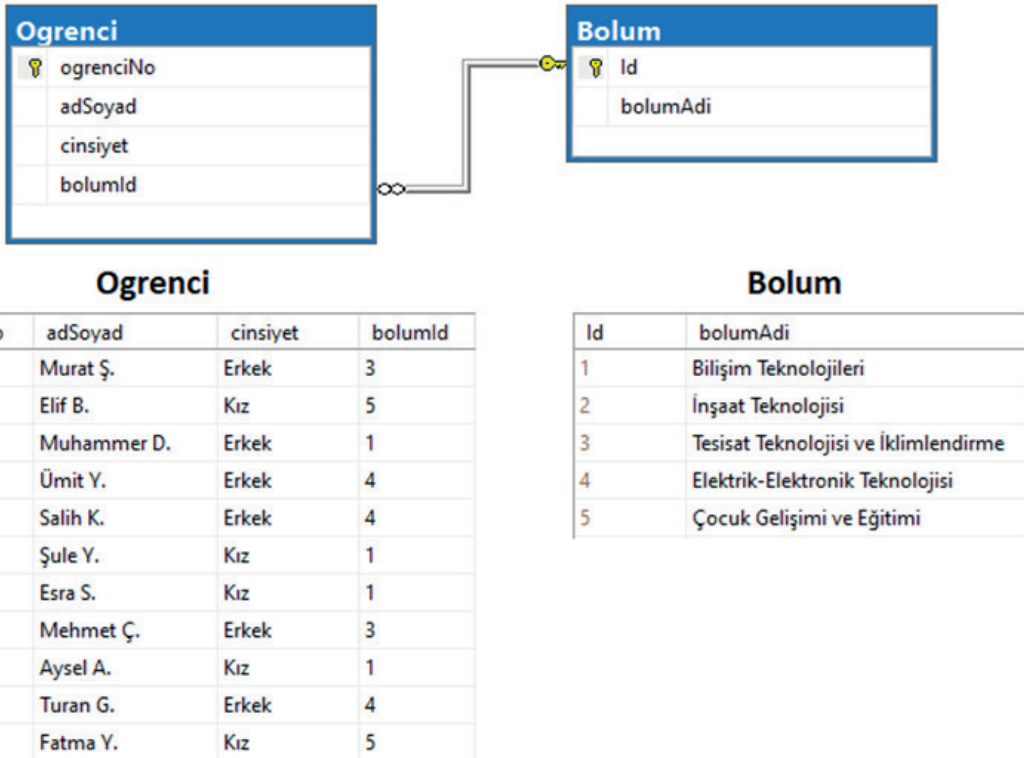 Ogrenci
ogrenciNo
adSoyad
cinsiyet
bolumId
Bolum
Id
bolumAdi
Ogrenci
adSoyad cinsiyet bolumId
Murat Ş. Erkek 3
Elif B. Kız 5
Muhammer D. Erkek 1
Ümit Y. Erkek 4
Salih K. Erkek 4
Şule Y. Kız 1
Esra S. Kız 1
Mehmet Ç. Erkek 3
Aysel A. Kız 1
Turan G. Erkek 4
Fatma Y. Kız 5
Bolum
Id bolumAdi
1 Bilişim Teknolojileri
2 İnşaat Teknolojisi
3 Tesisat Teknolojisi ve İklimlendirme
4 Elektrik-Elektronik Teknolojisi
5 Çocuk Gelişimi ve Eğitimi